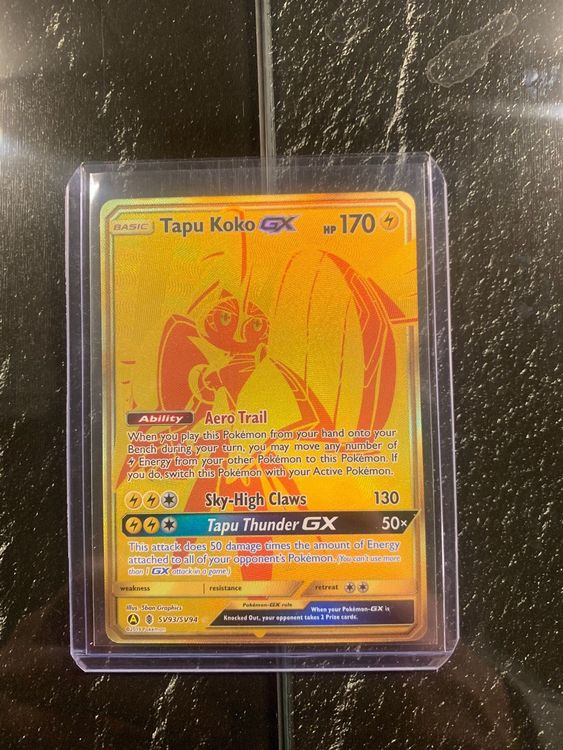 BASIC Tapu Koko GX HP 170
Ability Aero Trail
When you play this Pokémon from your hand onto your
Bench during your turn, you may move any number of
Energy from your other Pokémon to this Pokémon. If
you do, switch this Pokémon with your Active Pokémon.
Sky-High Claws 130
Tapu Thunder GX 50×
This attack does 50 damage times the amount of Energy
attached to all of your opponent's Pokémon. (You can't use more
than 1 GX attack in a game.)
weakness resistance retreat
Illus. 5ban Graphics
Pokémon-GX rule
When your Pokémon-GX is
Knocked Out, your opponent takes 2 Prize cards.
A SV93/SV94
Pokémon